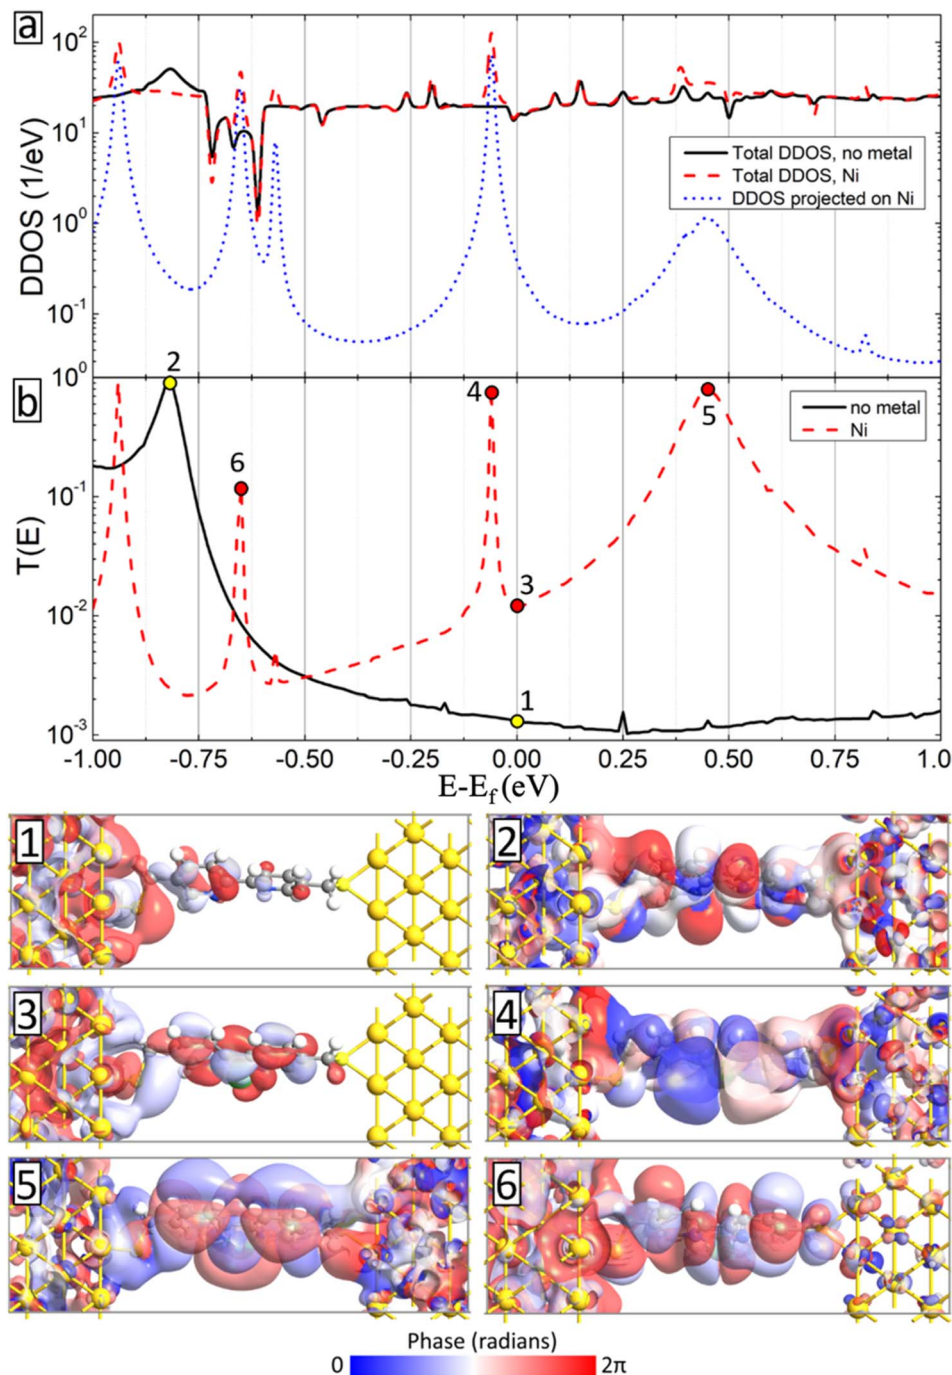 a
DDOS (1/eV)
10²
10¹
10⁰
10⁻¹
Total DDOS, no metal
Total DDOS, Ni
DDOS projected on Ni
b
T(E)
10⁰
10⁻¹
10⁻²
10⁻³
no metal
Ni
2
4
5
6
3
1
-1.00 -0.75 -0.50 -0.25 0.00 0.25 0.50 0.75 1.0
E-E_f (eV)
1 2
3 4
5 6
Phase (radians)
0 2π